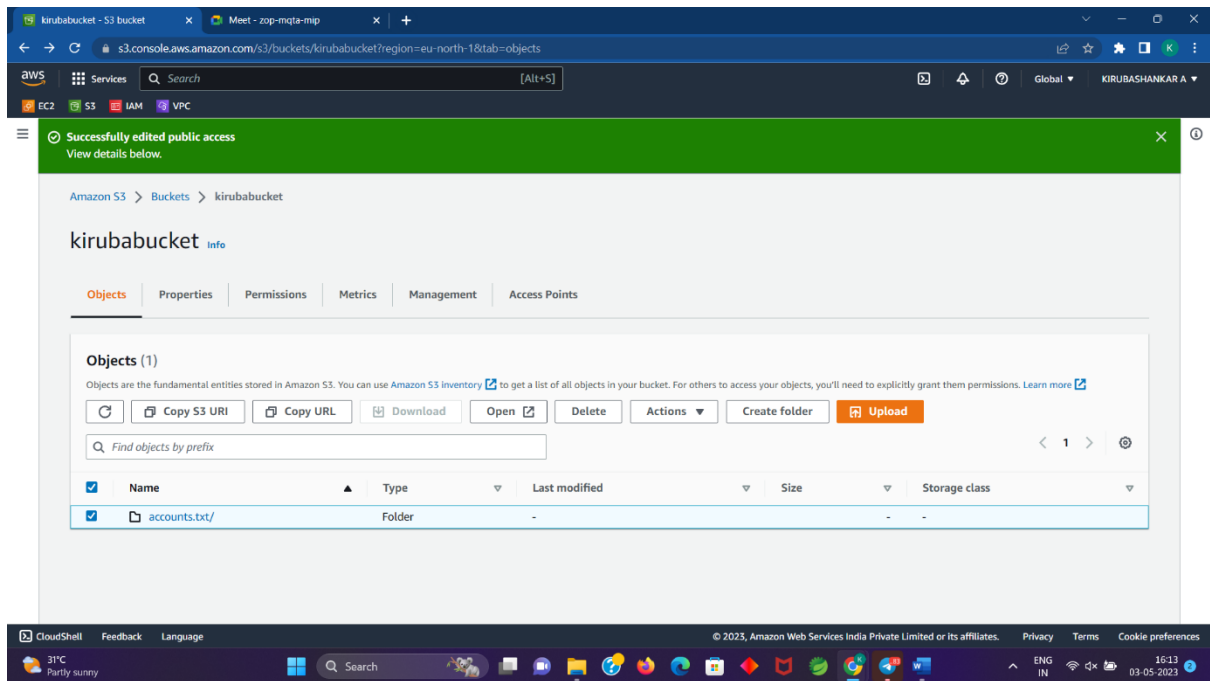 kirubabucket - S3 bucket
Meet - zop-mqta-mip
s3.console.aws.amazon.com/s3/buckets/kirubabucket?region=eu-north-1&tab=objects
K
aws
Services
Search
[Alt+S]
Global
KIRUBASHANKAR A
EC2
S3
IAM
VPC
Successfully edited public access
View details below.
Amazon S3 > Buckets > kirubabucket
kirubabucket Info
Objects
Properties
Permissions
Metrics
Management
Access Points
Objects (1)
Objects are the fundamental entities stored in Amazon S3. You can use Amazon S3 inventory to get a list of all objects in your bucket. For others to access your objects, you'll need to explicitly grant them permissions. Learn more
Copy S3 URI
Copy URL
Download
Open
Delete
Actions
Create folder
Upload
Find objects by prefix
1
Name
Type
Last modified
Size
Storage class
accounts.txt/
Folder
-
-
-
CloudShell
Feedback
Language
© 2023, Amazon Web Services India Private Limited or its affiliates.
Privacy
Terms
Cookie preferences
31°C
Partly sunny
Search
ENG
IN
16:13
03-05-2023
2